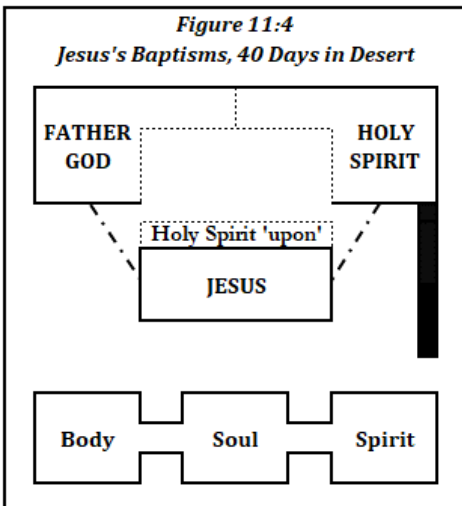 Figure 11:4
Jesus's Baptisms, 40 Days in Desert
FATHER
GOD
HOLY
SPIRIT
Holy Spirit 'upon'
JESUS
Body
Soul
Spirit